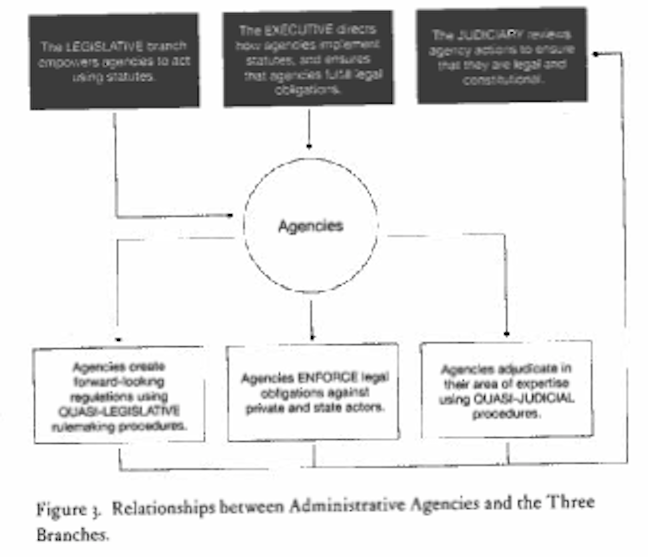 The LEGISLATIVE branch
empowers agencies to act
using statutes.
The EXECUTIVE directs
how agencies implement
statutes, and ensures
that agencies fulfill legal
obligations.
The JUDICIARY reviews
agency actions to ensure
that they are legal and
constitutional.
Agencies
Agencies create
forward-looking
regulations using
QUASI-LEGISLATIVE
rulemaking procedures.
Agencies ENFORCE legal
obligations against
private and state actors.
Agencies adjudicate in
their area of expertise
using QUASI-JUDICIAL
procedures.
Figure 3. Relationships between Administrative Agencies and the Three
Branches.